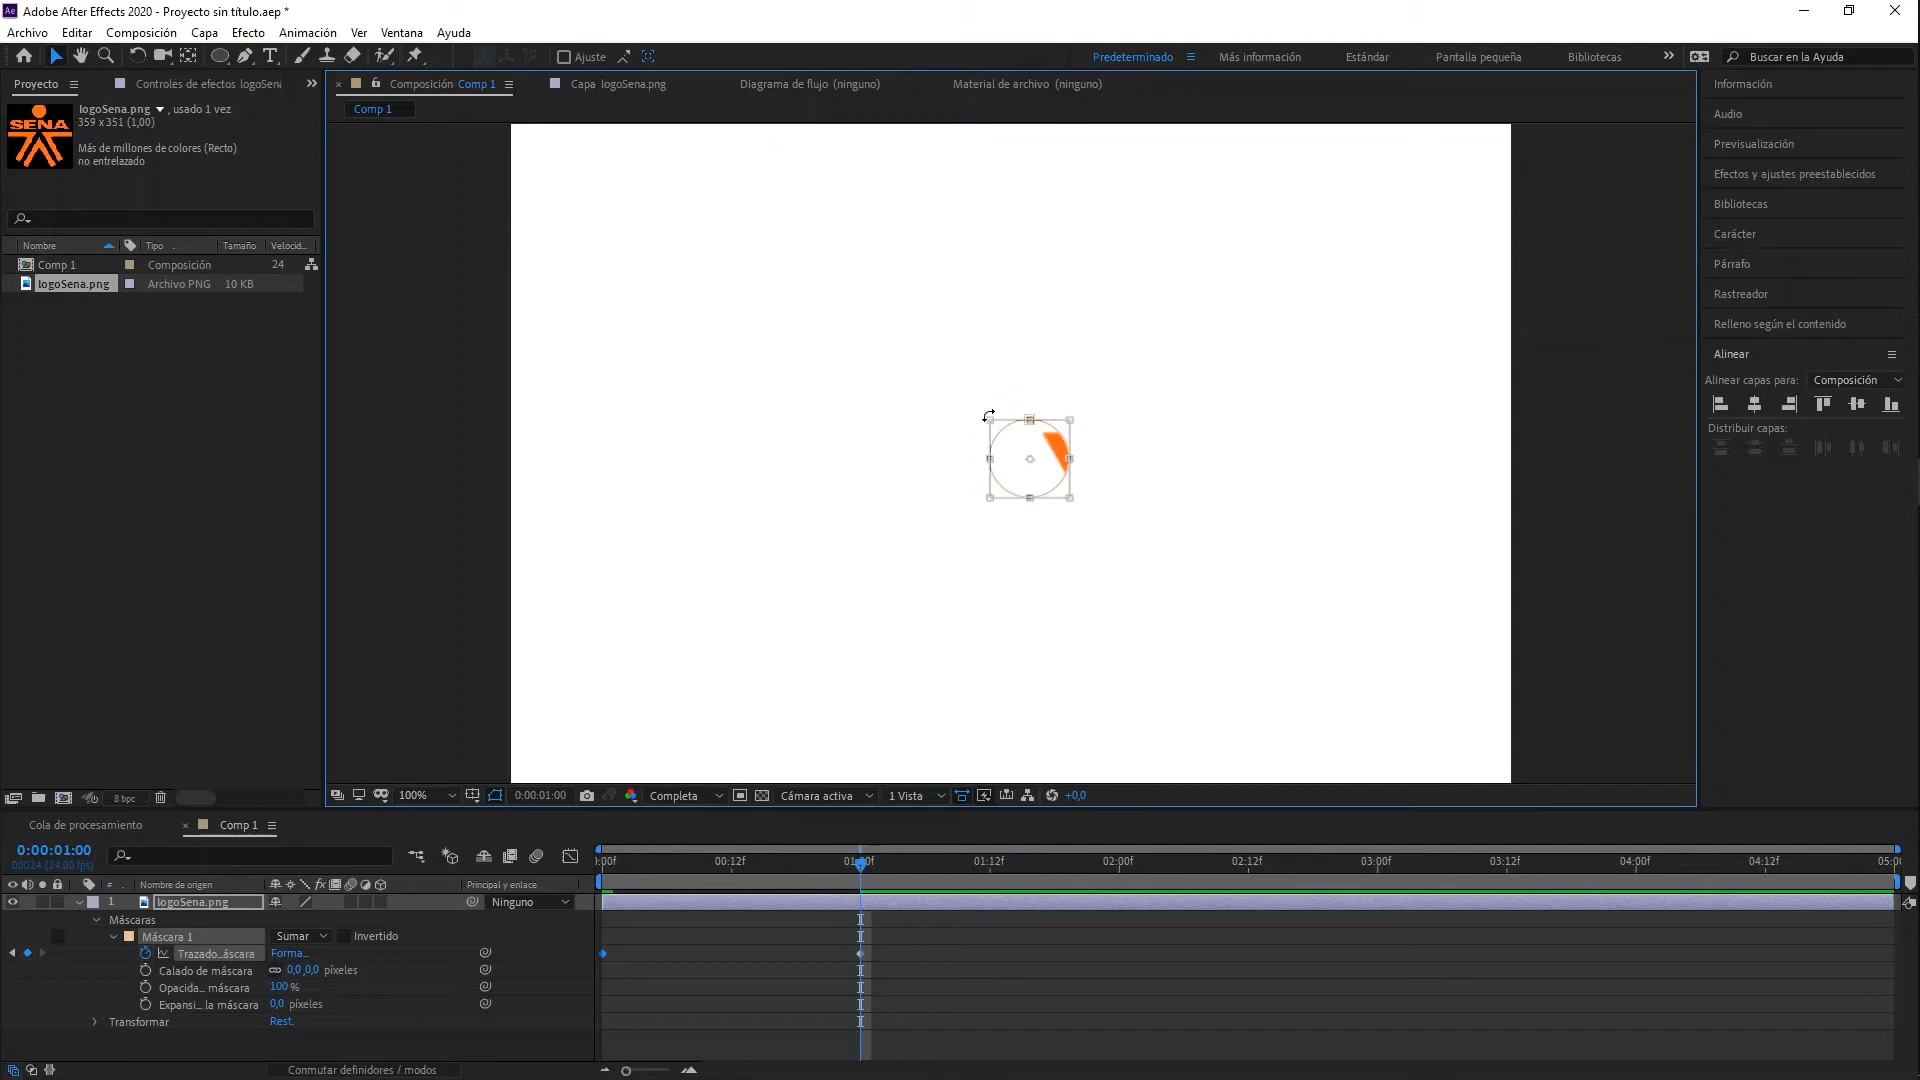 Adobe After Effects 2020 - Proyecto sin título.aep *
Archivo Editar Composición Capa Efecto Animación Ver Ventana Ayuda
Ajuste
Predeterminado Más información Estándar Pantalla pequeña Bibliotecas Buscar en la Ayuda
Proyecto Controles de efectos logoSena
Composición Comp 1
Capa logoSena.png
Diagrama de flujo (ninguno)
Material de archivo (ninguno)
Comp 1
SENA
logoSena.png , usado 1 vez
359 x 351 (1,00)
Más de millones de colores (Recto)
no entrelazado
Nombre Tipo Tamaño Velocid...
Comp 1 Composición 24
logoSena.png Archivo PNG 10 KB
8 bpc
Información
Audio
Previsualización
Efectos y ajustes preestablecidos
Bibliotecas
Carácter
Párrafo
Rastreador
Relleno según el contenido
Alinear
Alinear capas para: Composición
Distribuir capas:
100% 0:00:01:00 Completa Cámara activa 1 Vista +0,0
Cola de procesamiento Comp 1
0:00:01:00
00024 (24.00 fps)
:00f 00:12f 01:00f 01:12f 02:00f 02:12f 03:00f 03:12f 04:00f 04:12f 05:0
# Nombre de origen fx Principal y enlace
1 logoSena.png Ninguno
Máscaras
Máscara 1 Sumar Invertido
Trazado...áscara Forma...
Calado de máscara 0,0,0,0 píxeles
Opacida... máscara 100 %
Expansi... la máscara 0,0 píxeles
Transformar Rest.
Conmutar definidores / modos